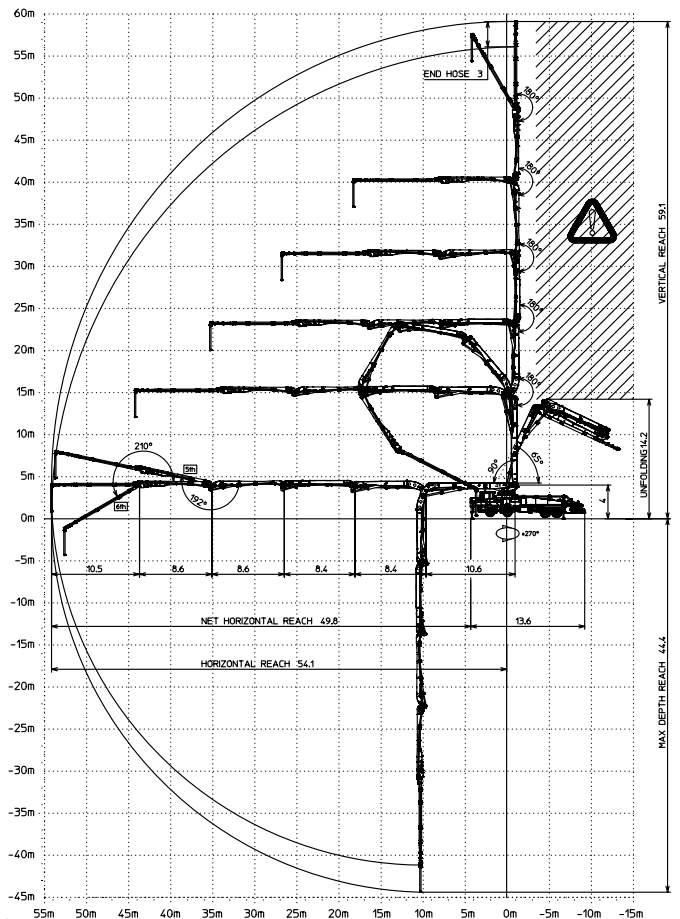 60m
55m
50m
45m
40m
35m
30m
25m
20m
15m
10m
5m
0m
-5m
-10m
-15m
-20m
-25m
-30m
-35m
-40m
-45m
END HOSE 3
180°
180°
180°
180°
180°
VERTICAL REACH 59.1
UNFOLDING 14.2
210°
5th
192°
6th
90°
65°
4
±270°
10.5 8.6 8.6 8.4 8.4 10.6
NET HORIZONTAL REACH 49.8
13.6
HORIZONTAL REACH 54.1
MAX DEPTH REACH 44.4
55m 50m 45m 40m 35m 30m 25m 20m 15m 10m 5m 0m -5m -10m -15m